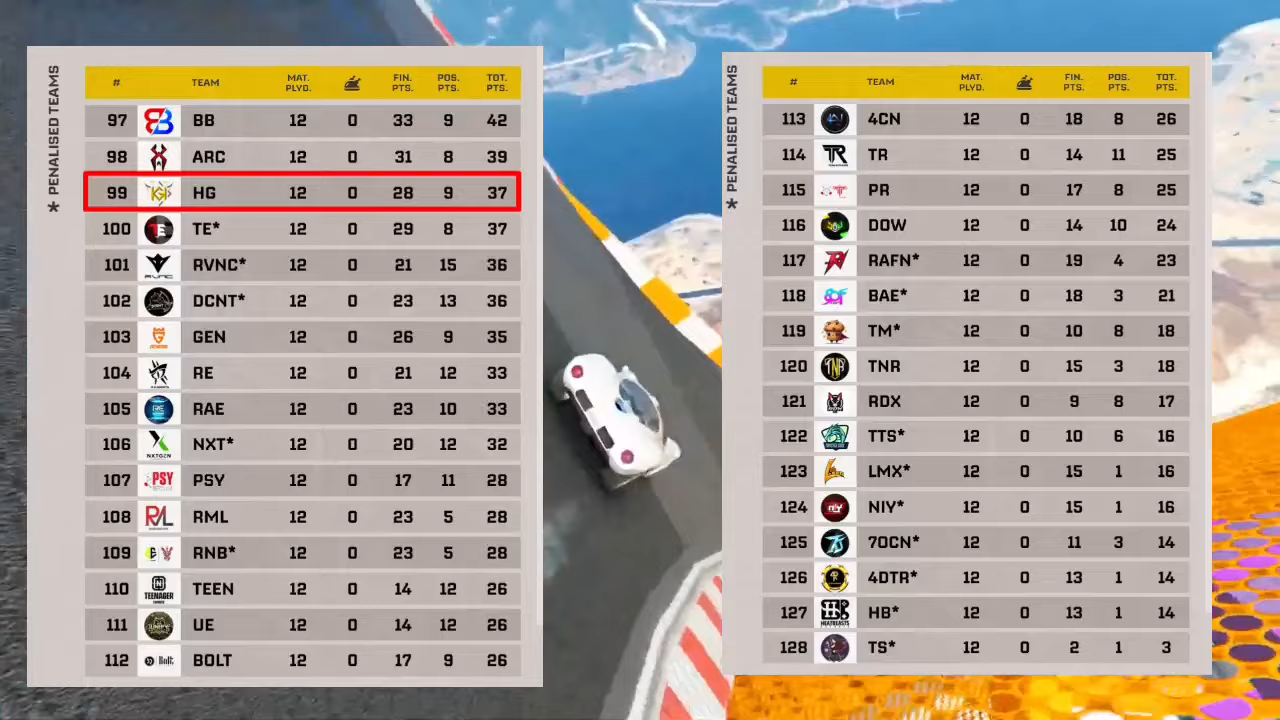 * PENALISED TEAMS
# TEAM MAT. PLVD. FIN. PTS. POS. PTS. TOT. PTS.
97 BB 12 0 33 9 42
98 ARC 12 0 31 8 39
99 HG 12 0 28 9 37
100 TE* 12 0 29 8 37
101 RVNC* 12 0 21 15 36
102 DCNT* 12 0 23 13 36
103 GEN 12 0 26 9 35
104 RE 12 0 21 12 33
105 RAE 12 0 23 10 33
106 NXT* 12 0 20 12 32
107 PSY 12 0 17 11 28
108 RML 12 0 23 5 28
109 RNB* 12 0 23 5 28
110 TEEN 12 0 14 12 26
111 UE 12 0 14 12 26
112 BOLT 12 0 17 9 26
* PENALISED TEAMS
# TEAM MAT. PLVD. FIN. PTS. POS. PTS. TOT. PTS.
113 4CN 12 0 18 8 26
114 TR 12 0 14 11 25
115 PR 12 0 17 8 25
116 DOW 12 0 14 10 24
117 RAFN* 12 0 19 4 23
118 BAE* 12 0 18 3 21
119 TM* 12 0 10 8 18
120 TNR 12 0 15 3 18
121 RDX 12 0 9 8 17
122 TTS* 12 0 10 6 16
123 LMX* 12 0 15 1 16
124 NIY* 12 0 15 1 16
125 7OCN* 12 0 11 3 14
126 4DTR* 12 0 13 1 14
127 HB* 12 0 13 1 14
128 TS* 12 0 2 1 3